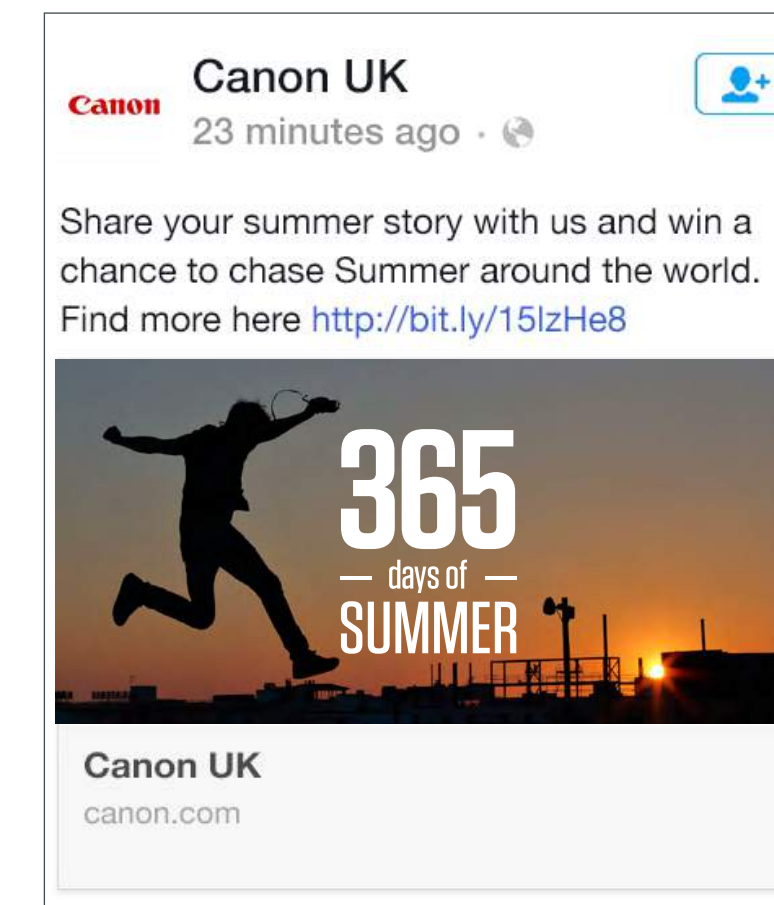 Canon
Canon UK
23 minutes ago ·
Share your summer story with us and win a
chance to chase Summer around the world.
Find more here http://bit.ly/15lzHe8
365
— days of —
SUMMER
Canon UK
canon.com